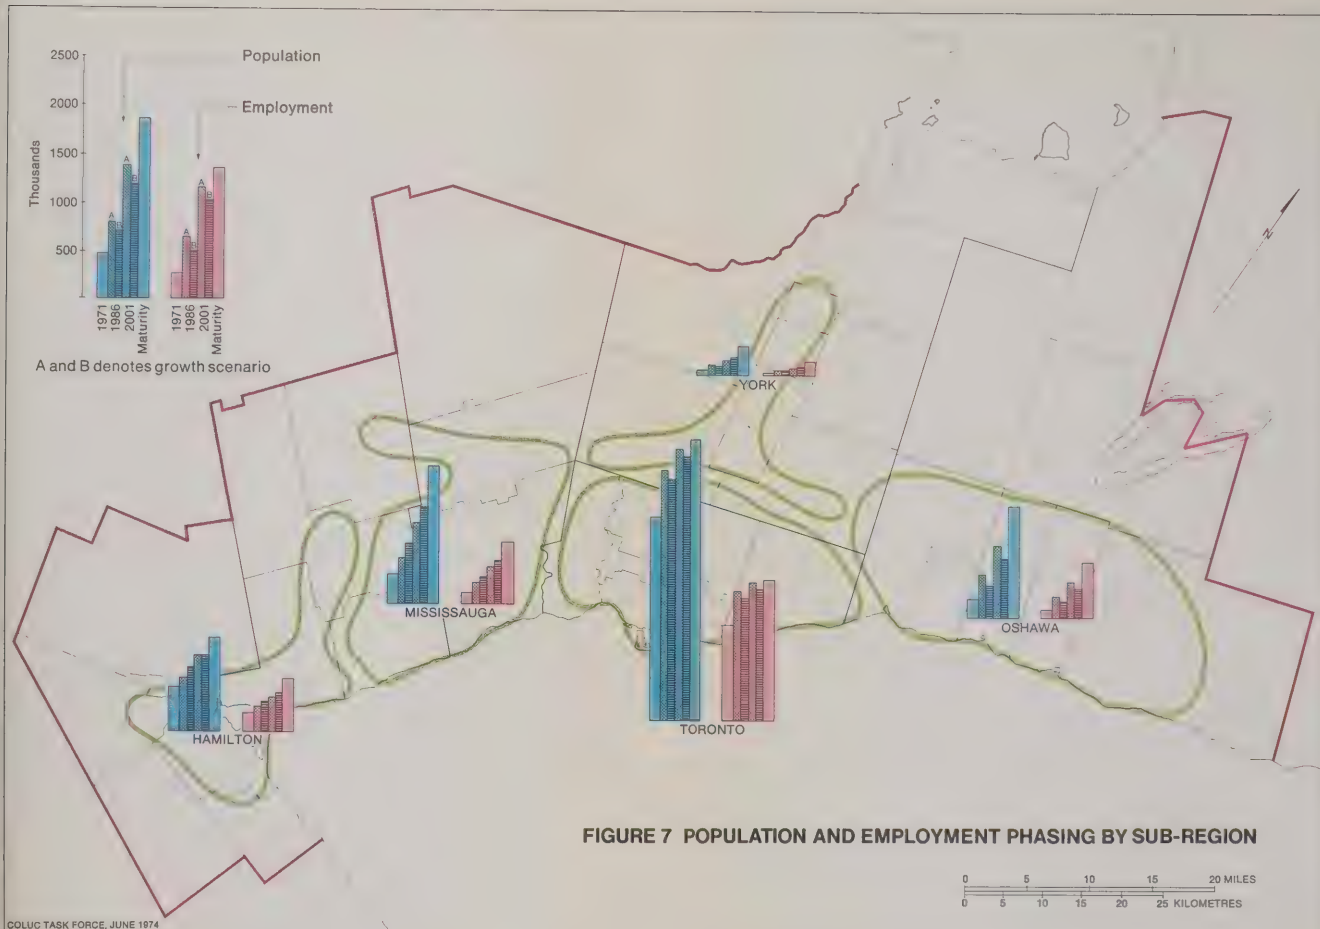 2500
Population
2000
Employment
1500
Thousands
1000
500
A
B
A
B
A
B
A
B
1971
1986
2001
Maturity
1971
1986
2001
Maturity
A and B denotes growth scenario
N
YORK
MISSISSAUGA
OSHAWA
HAMILTON
TORONTO
FIGURE 7 POPULATION AND EMPLOYMENT PHASING BY SUB-REGION
0 5 10 15 20 MILES
0 5 10 15 20 25 KILOMETRES
COLUC TASK FORCE, JUNE 1974